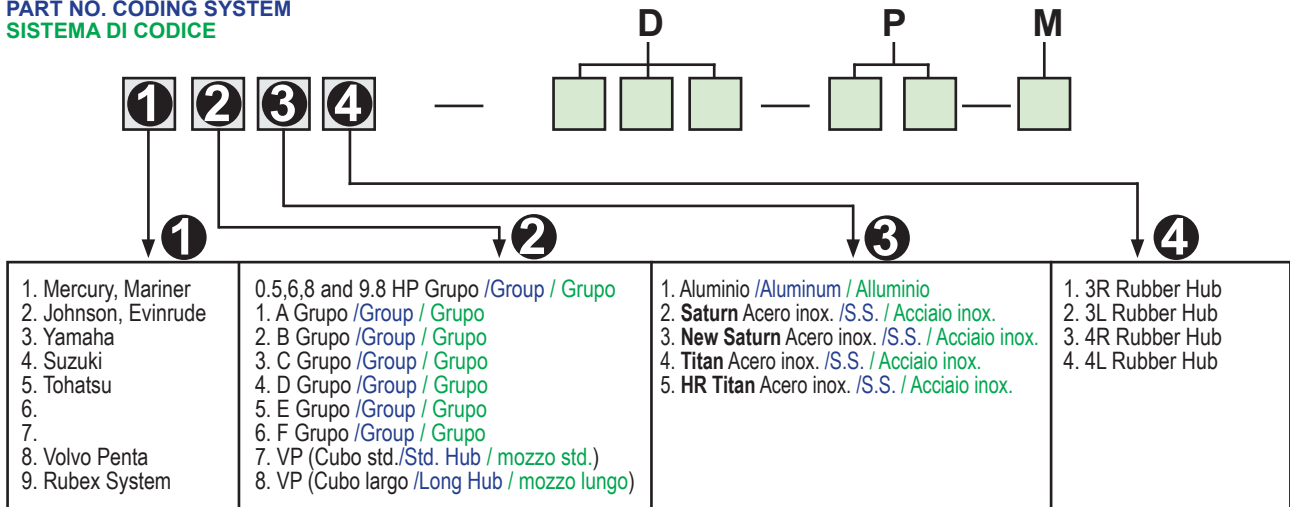 PART NO. CODING SYSTEM
SISTEMA DI CODICE
D P M
1 2 3 4 — — —
1 2 3 4
1. Mercury, Mariner
2. Johnson, Evinrude
3. Yamaha
4. Suzuki
5. Tohatsu
6.
7.
8. Volvo Penta
9. Rubex System
0.5,6,8 and 9.8 HP Grupo /Group / Grupo
1. A Grupo /Group / Grupo
2. B Grupo /Group / Grupo
3. C Grupo /Group / Grupo
4. D Grupo /Group / Grupo
5. E Grupo /Group / Grupo
6. F Grupo /Group / Grupo
7. VP (Cubo std./Std. Hub / mozzo std.)
8. VP (Cubo largo /Long Hub / mozzo lungo)
1. Aluminio /Aluminum / Alluminio
2. Saturn Acero inox. /S.S. / Acciaio inox.
3. New Saturn Acero inox. /S.S. / Acciaio inox.
4. Titan Acero inox. /S.S. / Acciaio inox.
5. HR Titan Acero inox. /S.S. / Acciaio inox.
1. 3R Rubber Hub
2. 3L Rubber Hub
3. 4R Rubber Hub
4. 4L Rubber Hub